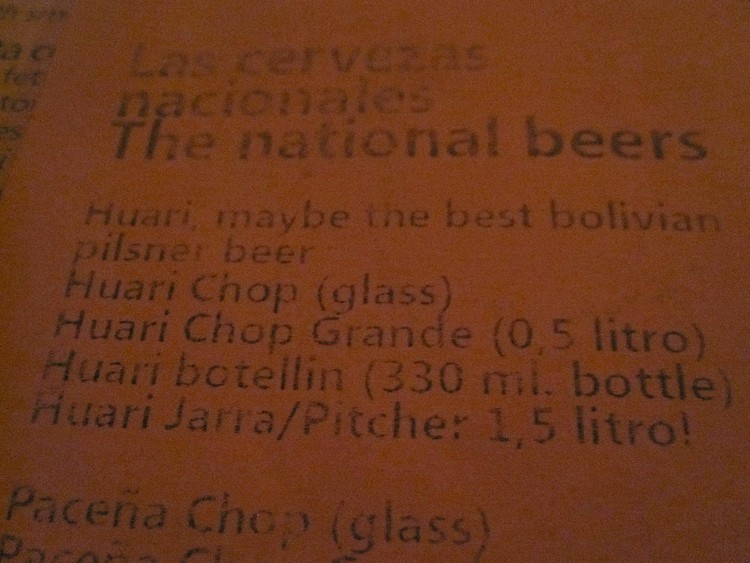 Las cervezas
nacionales
The national beers
Huari, maybe the best bolivian
pilsner beer
Huari Chop (glass)
Huari Chop Grande (0,5 litro)
Huari botellin (330 ml. bottle)
Huari Jarra/Pitcher 1,5 litro!
Paceña Chop (glass)
Paceña